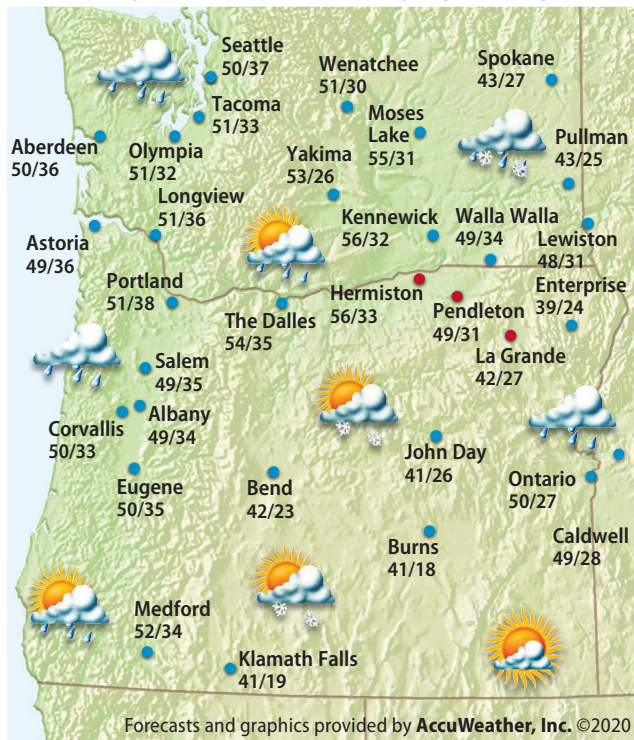 Seattle
50/37
Spokane
43/27
Wenatchee
51/30
Tacoma
51/33
Moses
Lake
55/31
Aberdeen
50/36
Olympia
51/32
Yakima
53/26
Pullman
43/25
Longview
51/36
Kennewick
56/32
Walla Walla
49/34
Lewiston
48/31
Astoria
49/36
Portland
51/38
The Dalles
54/35
Hermiston
56/33
Pendleton
49/31
Enterprise
39/24
La Grande
42/27
Salem
49/35
Albany
49/34
Corvallis
50/33
John Day
41/26
Eugene
50/35
Bend
42/23
Ontario
50/27
Burns
41/18
Caldwell
49/28
Medford
52/34
Klamath Falls
41/19
Forecasts and graphics provided by AccuWeather, Inc. ©2020